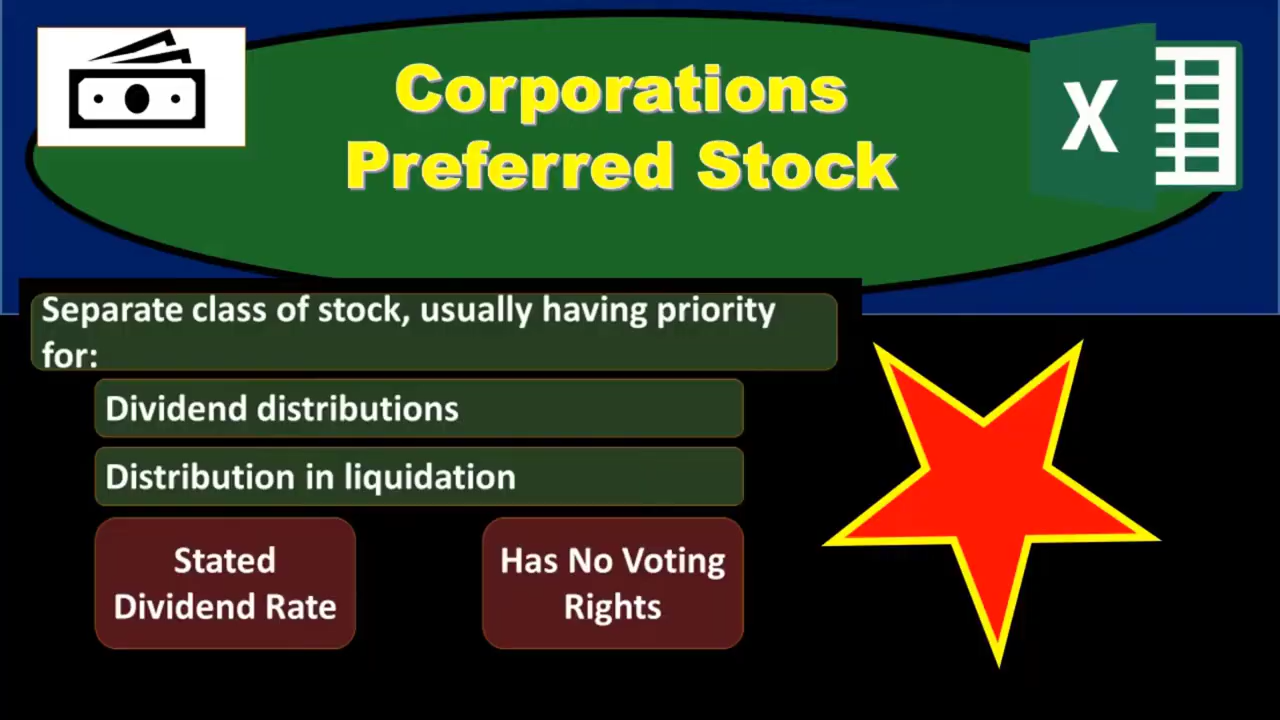 Corporations
Preferred Stock
X
Separate class of stock, usually having priority
for:
Dividend distributions
Distribution in liquidation
Stated
Dividend Rate
Has No Voting
Rights